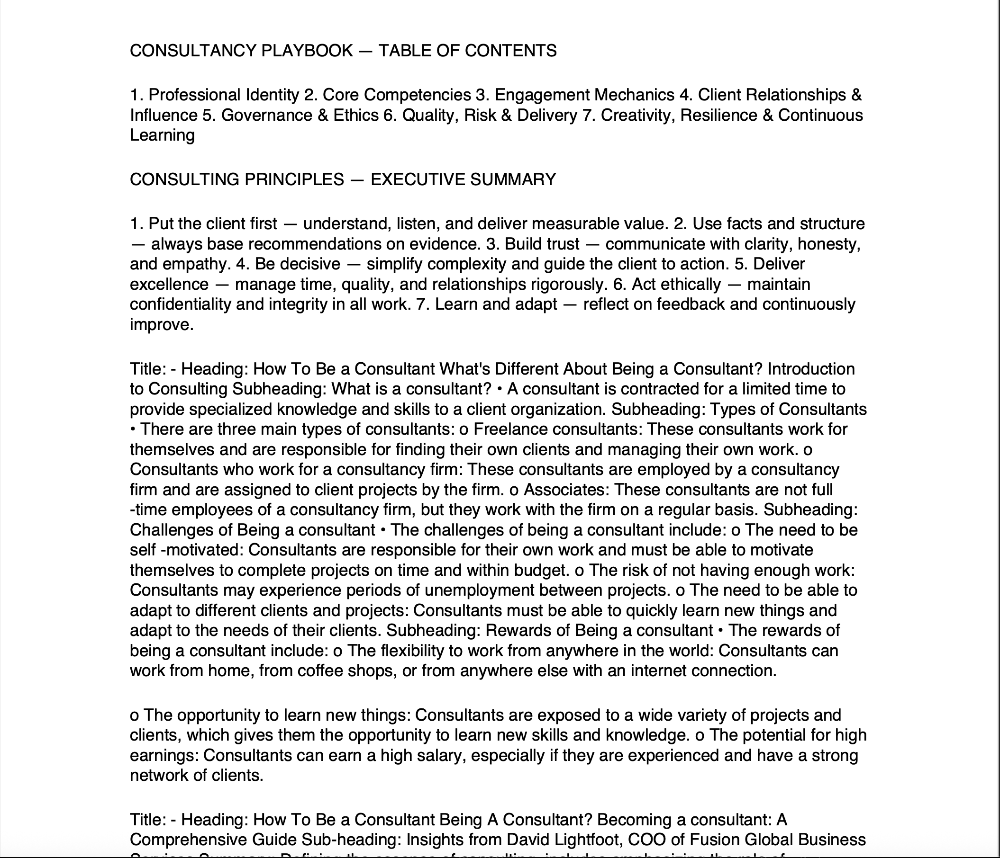 CONSULTANCY PLAYBOOK — TABLE OF CONTENTS
1. Professional Identity 2. Core Competencies 3. Engagement Mechanics 4. Client Relationships &
Influence 5. Governance & Ethics 6. Quality, Risk & Delivery 7. Creativity, Resilience & Continuous
Learning
CONSULTING PRINCIPLES — EXECUTIVE SUMMARY
1. Put the client first — understand, listen, and deliver measurable value. 2. Use facts and structure
— always base recommendations on evidence. 3. Build trust — communicate with clarity, honesty,
and empathy. 4. Be decisive — simplify complexity and guide the client to action. 5. Deliver
excellence — manage time, quality, and relationships rigorously. 6. Act ethically — maintain
confidentiality and integrity in all work. 7. Learn and adapt — reflect on feedback and continuously
improve.
Title: - Heading: How To Be a Consultant What's Different About Being a Consultant? Introduction
to Consulting Subheading: What is a consultant? • A consultant is contracted for a limited time to
provide specialized knowledge and skills to a client organization. Subheading: Types of Consultants
• There are three main types of consultants: o Freelance consultants: These consultants work for
themselves and are responsible for finding their own clients and managing their own work. o
Consultants who work for a consultancy firm: These consultants are employed by a consultancy
firm and are assigned to client projects by the firm. o Associates: These consultants are not full
-time employees of a consultancy firm, but they work with the firm on a regular basis. Subheading:
Challenges of Being a consultant • The challenges of being a consultant include: o The need to be
self -motivated: Consultants are responsible for their own work and must be able to motivate
themselves to complete projects on time and within budget. o The risk of not having enough work:
Consultants may experience periods of unemployment between projects. o The need to be able to
adapt to different clients and projects: Consultants must be able to quickly learn new things and
adapt to the needs of their clients. Subheading: Rewards of Being a consultant • The rewards of
being a consultant include: o The flexibility to work from anywhere in the world: Consultants can
work from home, from coffee shops, or from anywhere else with an internet connection.
o The opportunity to learn new things: Consultants are exposed to a wide variety of projects and
clients, which gives them the opportunity to learn new skills and knowledge. o The potential for high
earnings: Consultants can earn a high salary, especially if they are experienced and have a strong
network of clients.
Title: - Heading: How To Be a Consultant Being A Consultant? Becoming a consultant: A
Comprehensive Guide Sub-heading: Insights from David Lightfoot, COO of Fusion Global Business
Services Summary: Defining the essence of consulting, includes emphasizing the role of